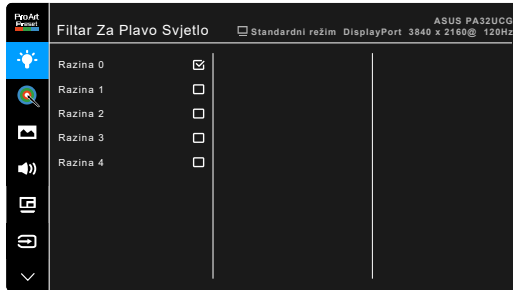 ProArt
Preset
Filtar Za Plavo Svjetlo
ASUS PA32UCG
Standardni režim DisplayPort 3840 x 2160@ 120Hz
Razina 0
Razina 1
Razina 2
Razina 3
Razina 4